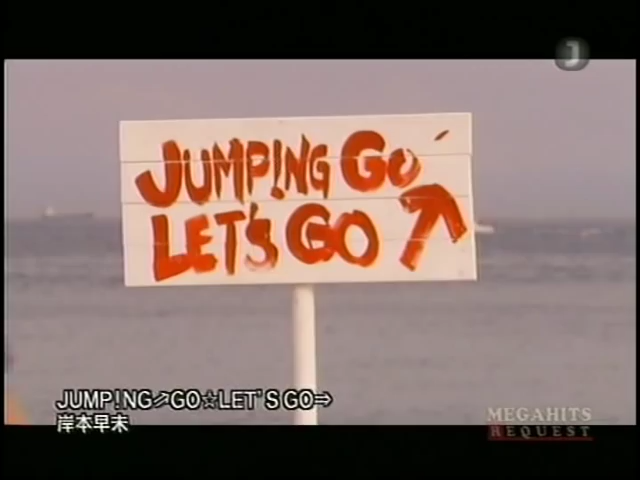 J
JUMP!NG GO
LET'S GO ↗
JUMP!NG↗GO☆LET'S GO→
岸本早未
MEGAHITS
REQUEST